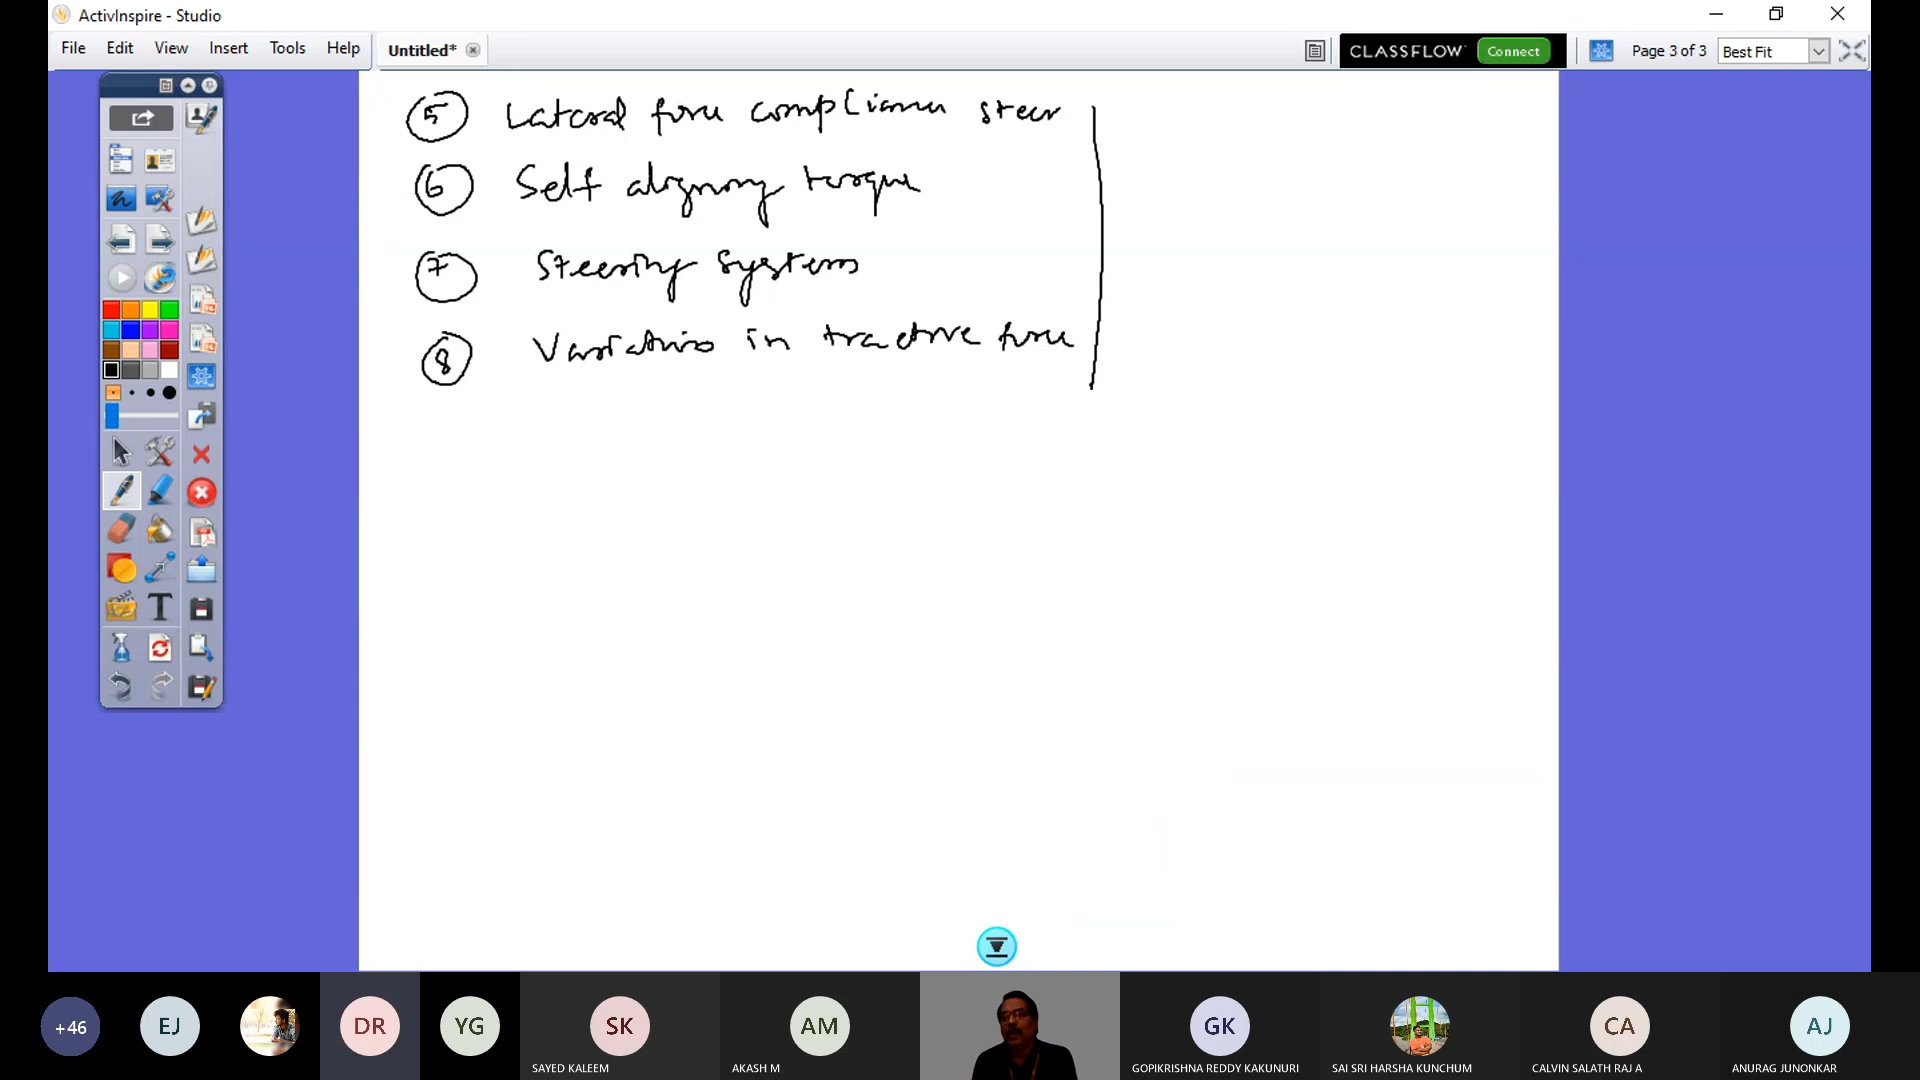 ActivInspire - Studio
File Edit View Insert Tools Help Untitled* CLASSFLOW Connect Page 3 of 3 Best Fit
5 Lateral force compliance steer
6 Self aligning torque
7 Steering systems
8 Variations in tractive force
T
+46 EJ DR YG SK AM GK CA AJ
SAYED KALEEM AKASH M GOPIKRISHNA REDDY KAKUNURI SAI SRI HARSHA KUNCHUM CALVIN SALATH RAJ A ANURAG JUNONKAR